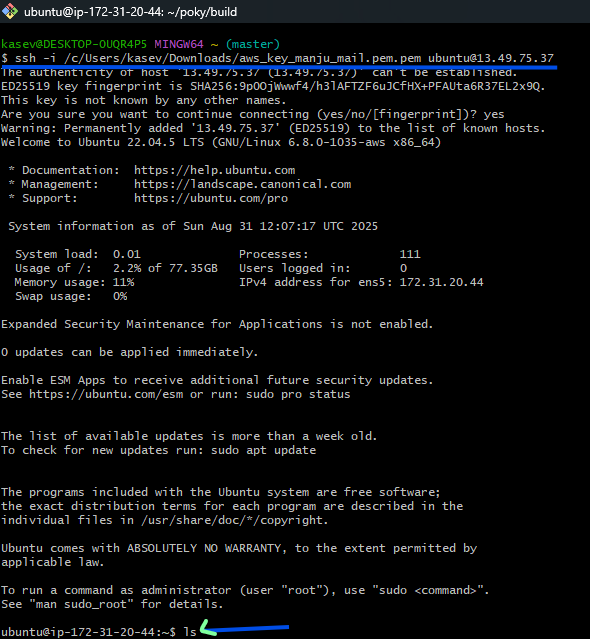 ubuntu@ip-172-31-20-44: ~/poky/build
kasev@DESKTOP-OUQR4P5 MINGW64 ~ (master)
$ ssh -i /c/Users/kasev/Downloads/aws_key_manju_mail.pem.pem ubuntu@13.49.75.37
The authenticity of host '13.49.75.37 (13.49.75.37)' can't be established.
ED25519 key fingerprint is SHA256:9pOOjWwwf4/h3lAFTZF6uJCfHX+PFAUta6R37EL2x9Q.
This key is not known by any other names.
Are you sure you want to continue connecting (yes/no/[fingerprint])? yes
Warning: Permanently added '13.49.75.37' (ED25519) to the list of known hosts.
Welcome to Ubuntu 22.04.5 LTS (GNU/Linux 6.8.0-1035-aws x86_64)
* Documentation:  https://help.ubuntu.com
* Management:     https://landscape.canonical.com
* Support:        https://ubuntu.com/pro
System information as of Sun Aug 31 12:07:17 UTC 2025
System load:  0.01              Processes:             111
Usage of /:   2.2% of 77.35GB   Users logged in:       0
Memory usage: 11%               IPv4 address for ens5: 172.31.20.44
Swap usage:   0%
Expanded Security Maintenance for Applications is not enabled.
0 updates can be applied immediately.
Enable ESM Apps to receive additional future security updates.
See https://ubuntu.com/esm or run: sudo pro status
The list of available updates is more than a week old.
To check for new updates run: sudo apt update
The programs included with the Ubuntu system are free software;
the exact distribution terms for each program are described in the
individual files in /usr/share/doc/*/copyright.
Ubuntu comes with ABSOLUTELY NO WARRANTY, to the extent permitted by
applicable law.
To run a command as administrator (user "root"), use "sudo <command>".
See "man sudo_root" for details.
ubuntu@ip-172-31-20-44:~$ ls